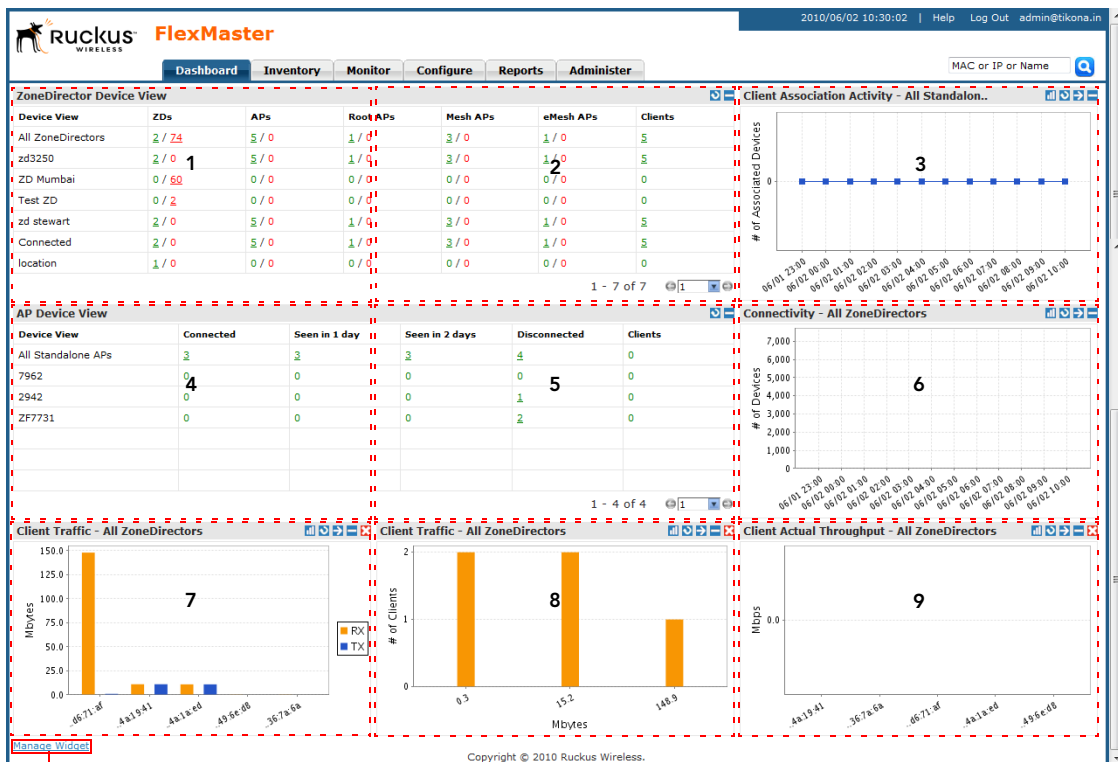 2010/06/02 10:30:02 | Help Log Out admin@tikona.in
Ruckus WIRELESS FlexMaster
Dashboard Inventory Monitor Configure Reports Administer
MAC or IP or Name
ZoneDirector Device View
Device View ZDs APs Root APs Mesh APs eMesh APs Clients
All ZoneDirectors 2 / 74 5 / 0 1 / 0 3 / 0 1 / 0 5
zd3250 2 / 0 5 / 0 1 / 0 3 / 0 1 / 0 5
ZD Mumbai 0 / 60 0 / 0 0 / 0 0 / 0 0 / 0 0
Test ZD 0 / 2 0 / 0 0 / 0 0 / 0 0 / 0 0
zd stewart 2 / 0 5 / 0 1 / 0 3 / 0 1 / 0 5
Connected 2 / 0 5 / 0 1 / 0 3 / 0 1 / 0 5
location 1 / 0 0 / 0 0 / 0 0 / 0 0 / 0 0
1 - 7 of 7 1
1
2
Client Association Activity - All Standalon..
# of Associated Devices
0
3
06/01 23:00 06/02 00:00 06/02 01:00 06/02 02:00 06/02 03:00 06/02 04:00 06/02 05:00 06/02 06:00 06/02 07:00 06/02 08:00 06/02 09:00 06/02 10:00
AP Device View
Device View Connected Seen in 1 day Seen in 2 days Disconnected Clients
All Standalone APs 3 3 3 4 0
7962 0 0 0 0 0
2942 0 0 0 1 0
ZF7731 0 0 0 2 0
1 - 4 of 4 1
4
5
Connectivity - All ZoneDirectors
# of Devices
7,000
6,000
5,000
4,000
3,000
2,000
1,000
0
6
06/01 23:00 06/02 00:00 06/02 01:00 06/02 02:00 06/02 03:00 06/02 04:00 06/02 05:00 06/02 06:00 06/02 07:00 06/02 08:00 06/02 09:00 06/02 10:00
Client Traffic - All ZoneDirectors
Mbytes
150.0
125.0
100.0
75.0
50.0
25.0
0.0
7
RX
TX
..d6:71:af ..4a:19:41 ..4a:1a:ed ..49:6e:d8 ..36:7a:6a
Client Traffic - All ZoneDirectors
# of Clients
2
1
0
8
0.3 15.2 148.9
Mbytes
Client Actual Throughput - All ZoneDirectors
Mbps
0.0
9
..4a:19:41 ..36:7a:6a ..d6:71:af ..4a:1a:ed ..49:6e:d8
Manage Widget
Copyright © 2010 Ruckus Wireless.